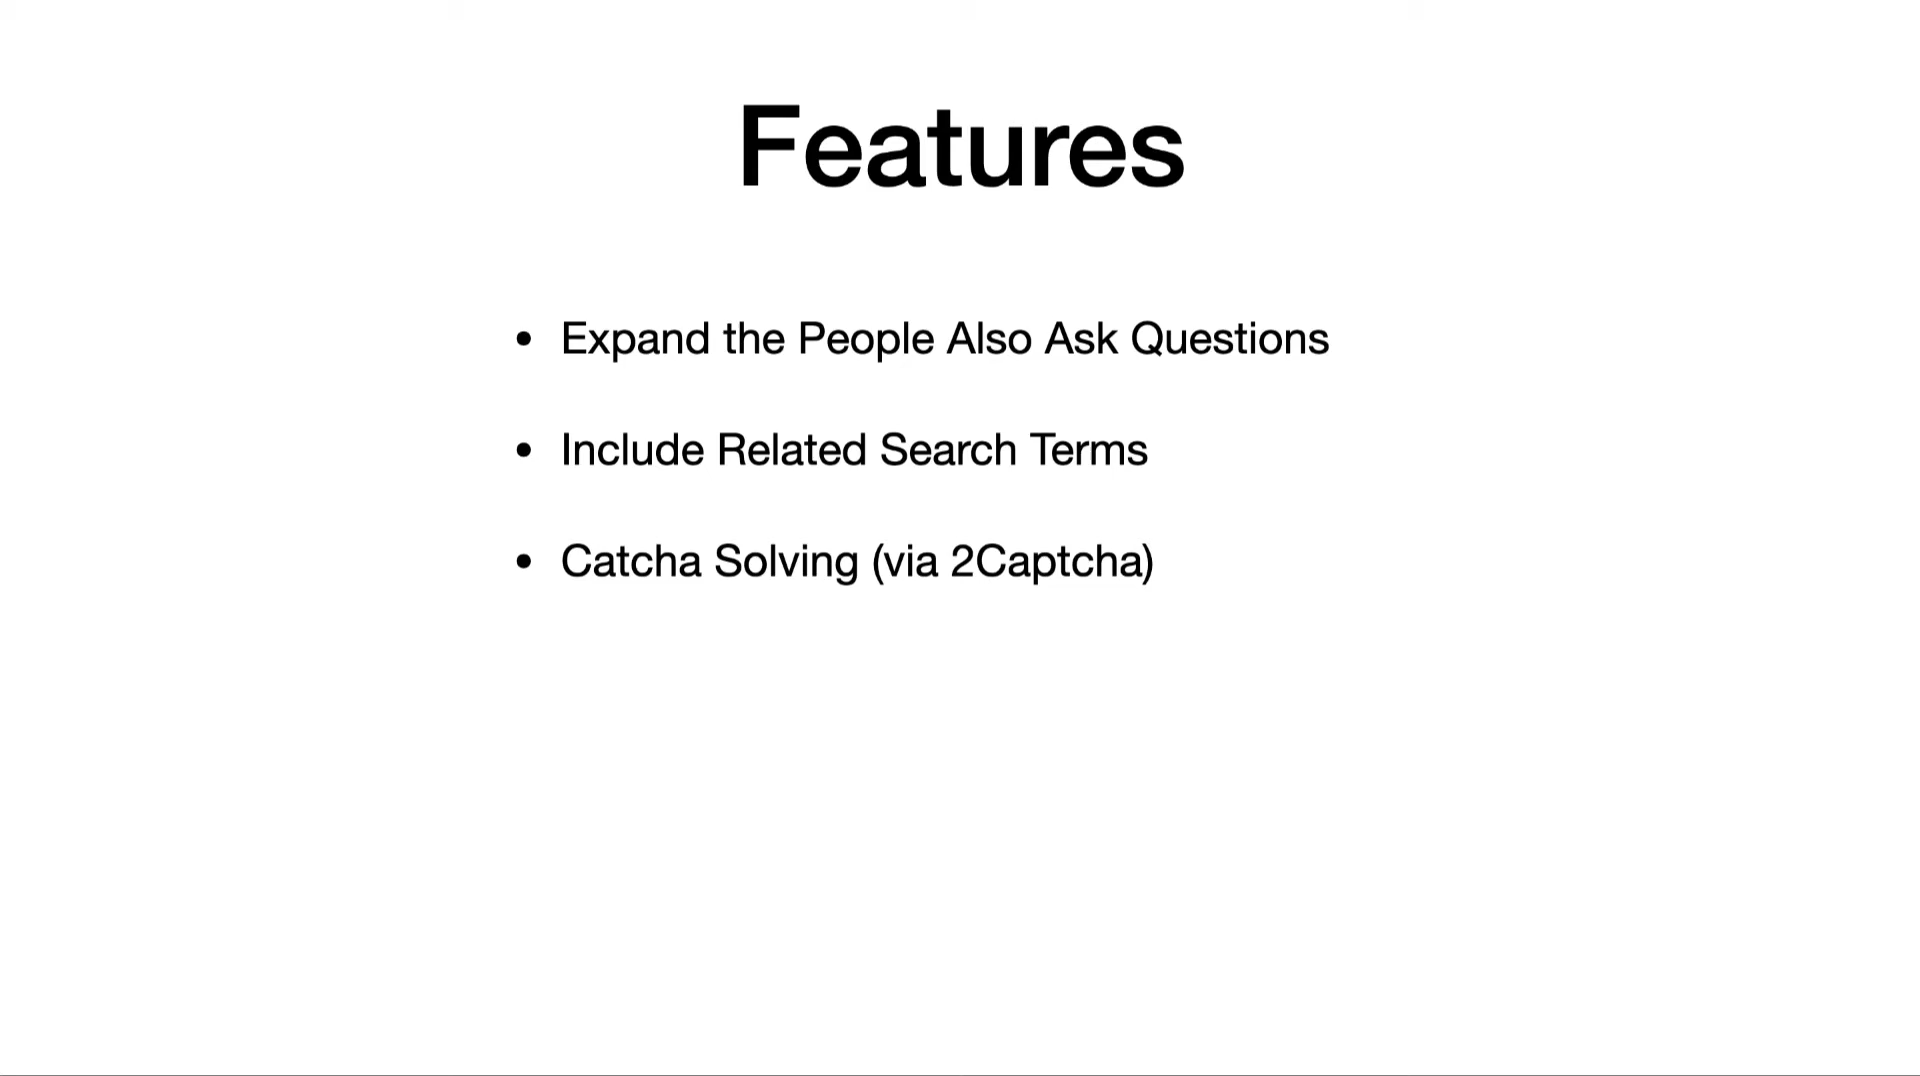 Features
• Expand the People Also Ask Questions
• Include Related Search Terms
• Catcha Solving (via 2Captcha)